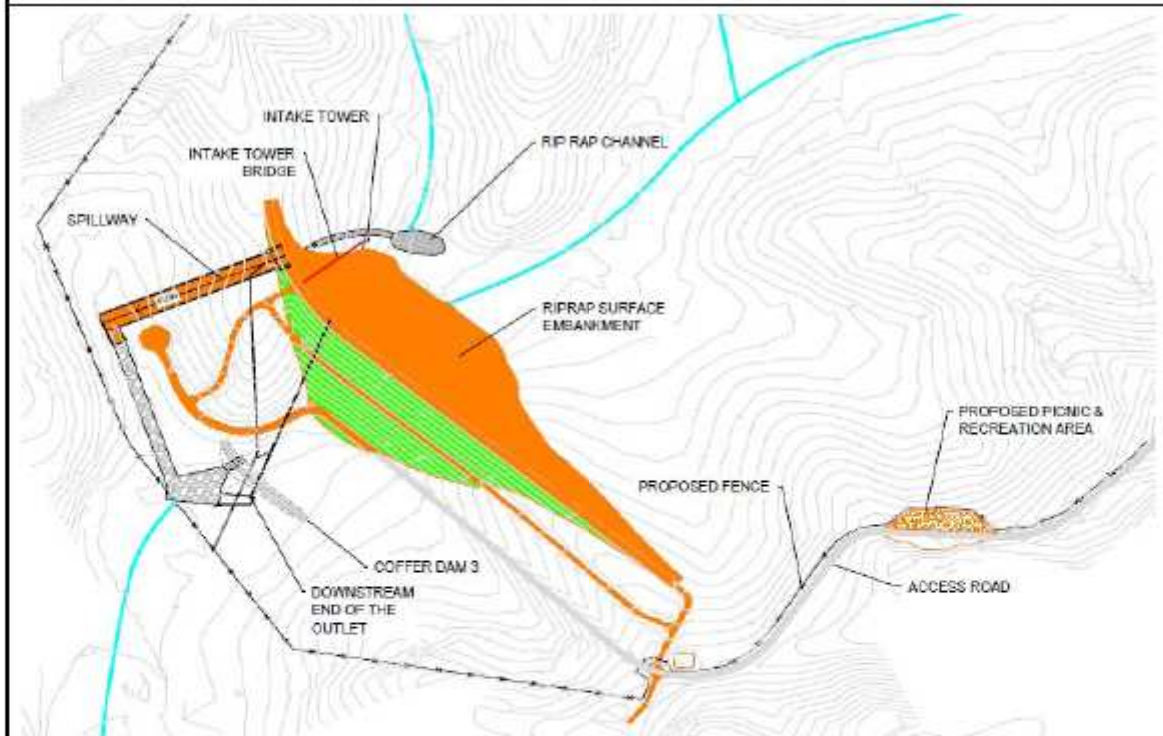 INTAKE TOWER
INTAKE TOWER
BRIDGE
RIP RAP CHANNEL
SPILLWAY
RIPRAP SURFACE
EMBANKMENT
PROPOSED PICNIC &
RECREATION AREA
PROPOSED FENCE
COFFER DAM 3
ACCESS ROAD
DOWNSTREAM
END OF THE
OUTLET